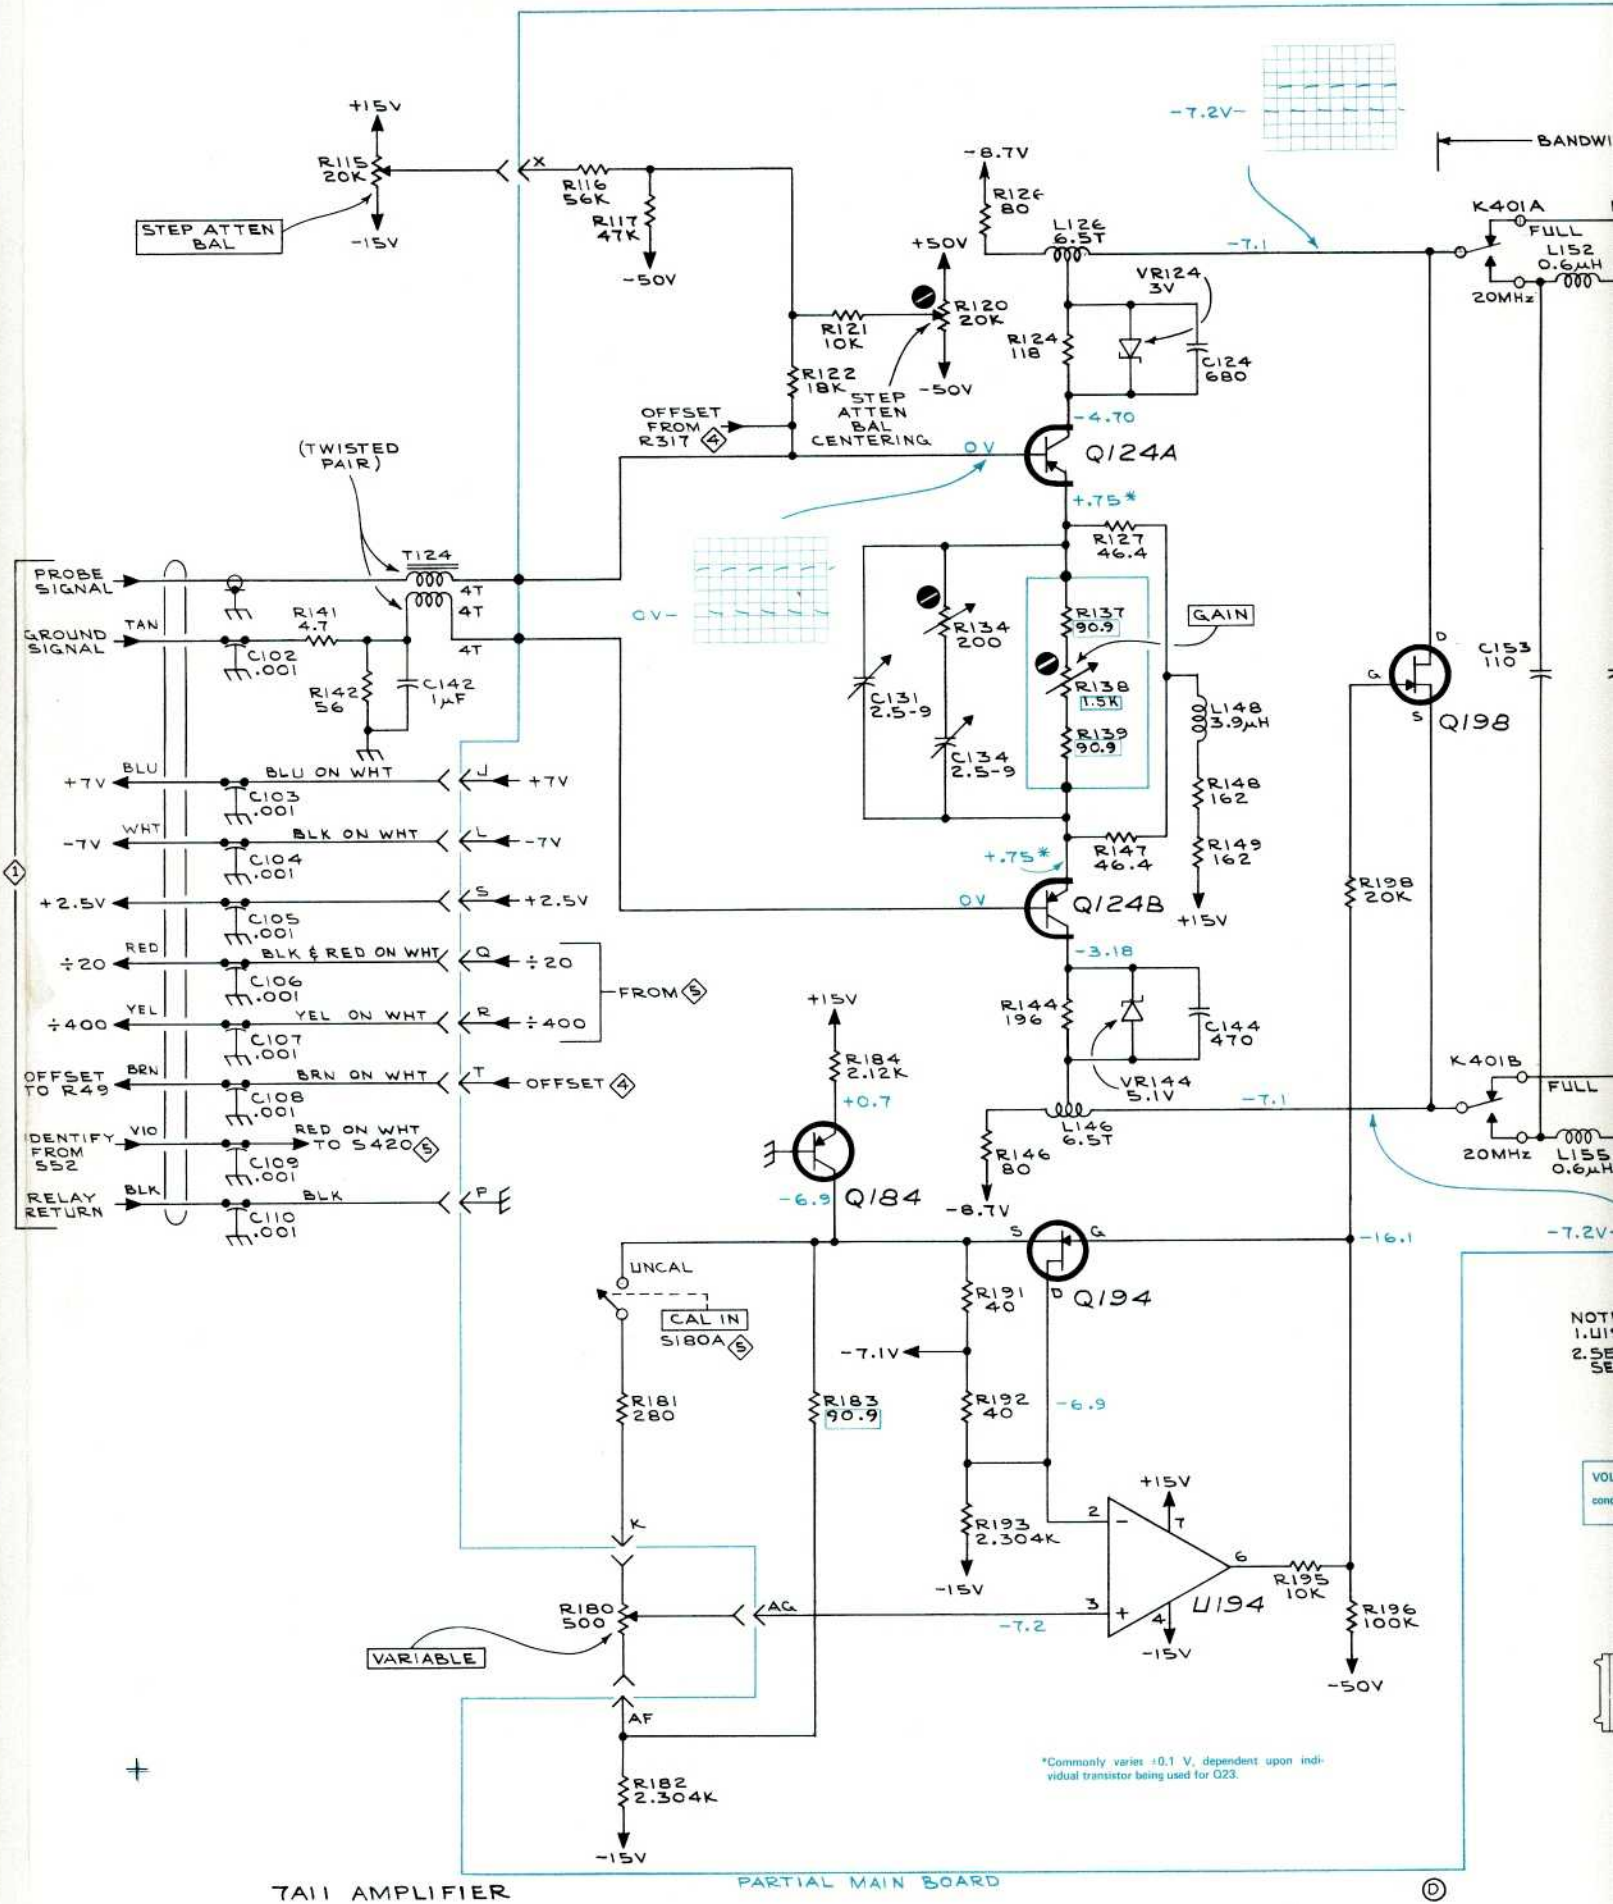 -7.2V-
+15V
R115
20K
X
R116
56K
R117
47K
-50V
STEP ATTEN
BAL
-15V
-8.7V
80
L126
6.5T
-7.1
K401A
FULL
L152
0.6µH
20MHz
+50V
VR124
3V
R120
20K
R121
10K
R124
118
C124
680
R122
18K
-50V
STEP
ATTEN
BAL
CENTERING
OFFSET
FROM
R317 4
-4.70
0V
Q124A
+.75*
(TWISTED
PAIR)
R127
46.4
T124
PROBE
SIGNAL
4T
4T
4T
0V-
R137
90.9
GAIN
TAN
R141
4.7
GROUND
SIGNAL
C102
.001
R142
56
C142
1µF
R134
200
R138
1.5K
C131
2.5-9
R139
90.9
C134
2.5-9
L148
3.9µH
D
G
S
Q198
C153
110
BLU
+7V
BLU ON WHT
J
+7V
C103
.001
WHT
-7V
BLK ON WHT
L
-7V
C104
.001
1
R148
162
R149
162
+15V
R147
46.4
+.75*
R198
20K
+2.5V
S
+2.5V
C105
.001
0V
Q124B
RED
÷20
BLK & RED ON WHT
Q
÷20
C106
.001
FROM 5
-3.18
YEL
÷400
YEL ON WHT
R
÷400
C107
.001
+15V
R144
196
C144
470
OFFSET
TO R49
BRN
BRN ON WHT
T
OFFSET 4
C108
.001
R184
2.12K
+0.7
VR144
5.1V
K401B
FULL
-7.1
L146
6.5T
IDENTIFY
FROM
S52
VIO
RED ON WHT
TO S420 5
C109
.001
R146
80
20MHz
L155
0.6µH
RELAY
RETURN
BLK
BLK
P
C110
.001
-6.9
Q184
-8.7V
S
G
D
Q194
-16.1
-7.2V
UNCAL
CAL IN
S180A 5
R191
40
-7.1V
R181
280
R183
90.9
R192
40
-6.9
K
R193
2.304K
-15V
2
-
+15V
7
6
R195
10K
R180
500
AG
-7.2
3
+
4
U194
-15V
R196
100K
-50V
VARIABLE
AF
R182
2.304K
-15V
*Commonly varies ±0.1 V, dependent upon indi-
vidual transistor being used for Q23.
7A11 AMPLIFIER
PARTIAL MAIN BOARD
D